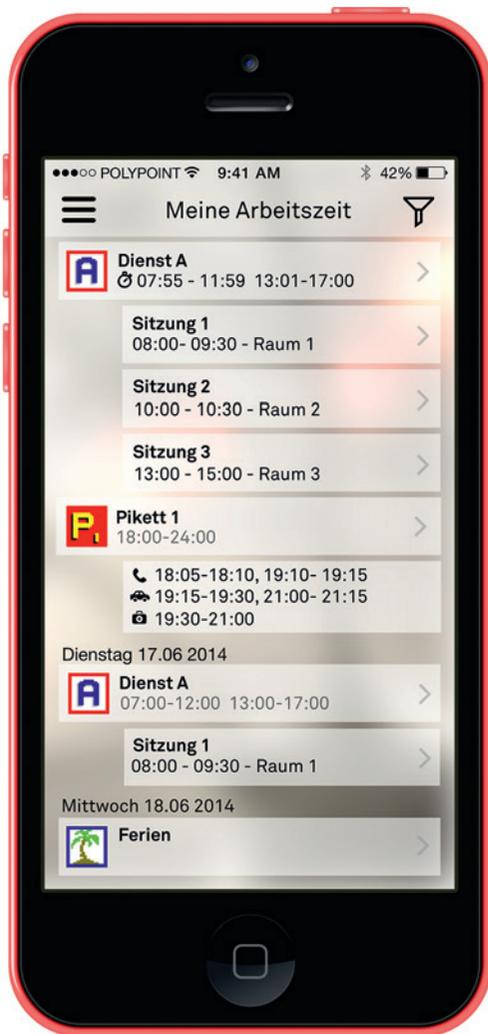 POLYPOINT 9:41 AM 42%
Meine Arbeitszeit
A
Dienst A
07:55 - 11:59 13:01-17:00
Sitzung 1
08:00- 09:30 - Raum 1
Sitzung 2
10:00 - 10:30 - Raum 2
Sitzung 3
13:00 - 15:00 - Raum 3
P1
Pikett 1
18:00-24:00
18:05-18:10, 19:10- 19:15
19:15-19:30, 21:00- 21:15
19:30-21:00
Dienstag 17.06 2014
A
Dienst A
07:00-12:00 13:00-17:00
Sitzung 1
08:00 - 09:30 - Raum 1
Mittwoch 18.06 2014
Ferien